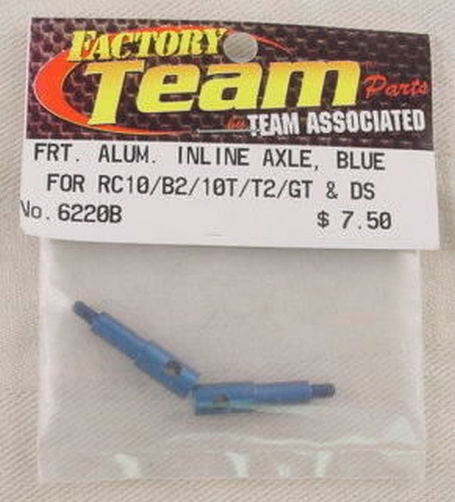 FACTORY
Team
Parts
by TEAM ASSOCIATED
FRT. ALUM. INLINE AXLE, BLUE
FOR RC10/B2/10T/T2/GT & DS
No. 6220B $ 7.50